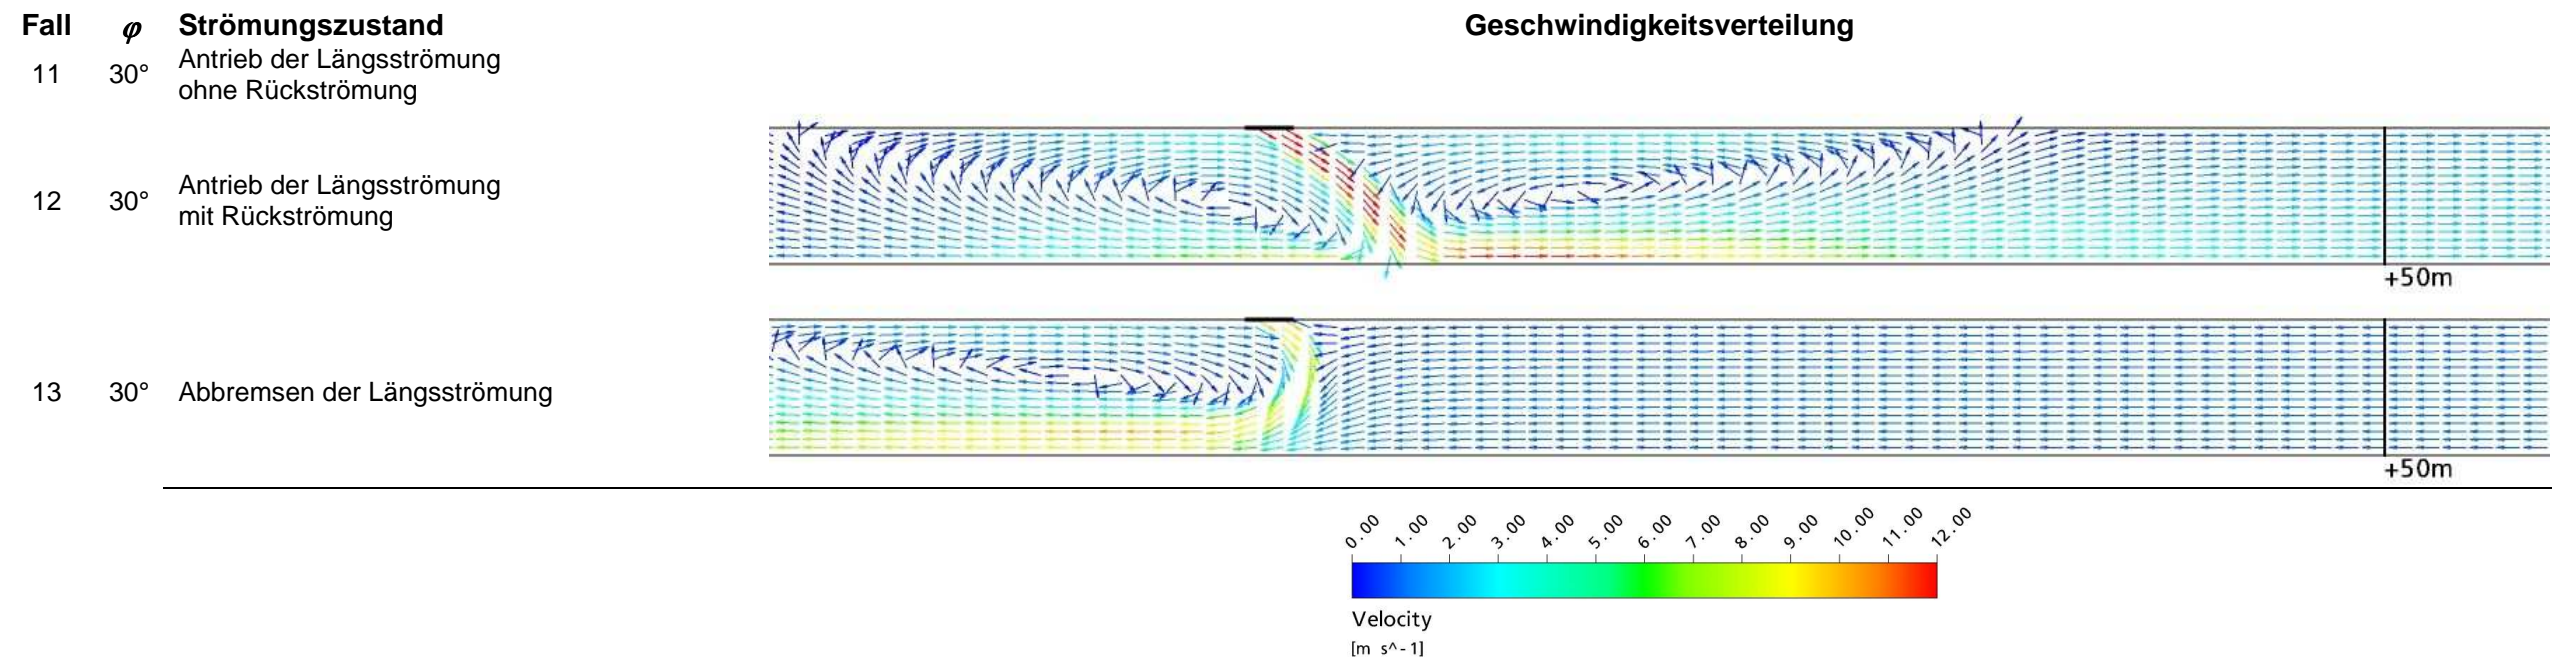 Fall φ Strömungszustand Geschwindigkeitsverteilung
11 30° Antrieb der Längsströmung
ohne Rückströmung
12 30° Antrieb der Längsströmung
mit Rückströmung
+50m
13 30° Abbremsen der Längsströmung
+50m
0.00 1.00 2.00 3.00 4.00 5.00 6.00 7.00 8.00 9.00 10.00 11.00 12.00
Velocity
[m s^-1]